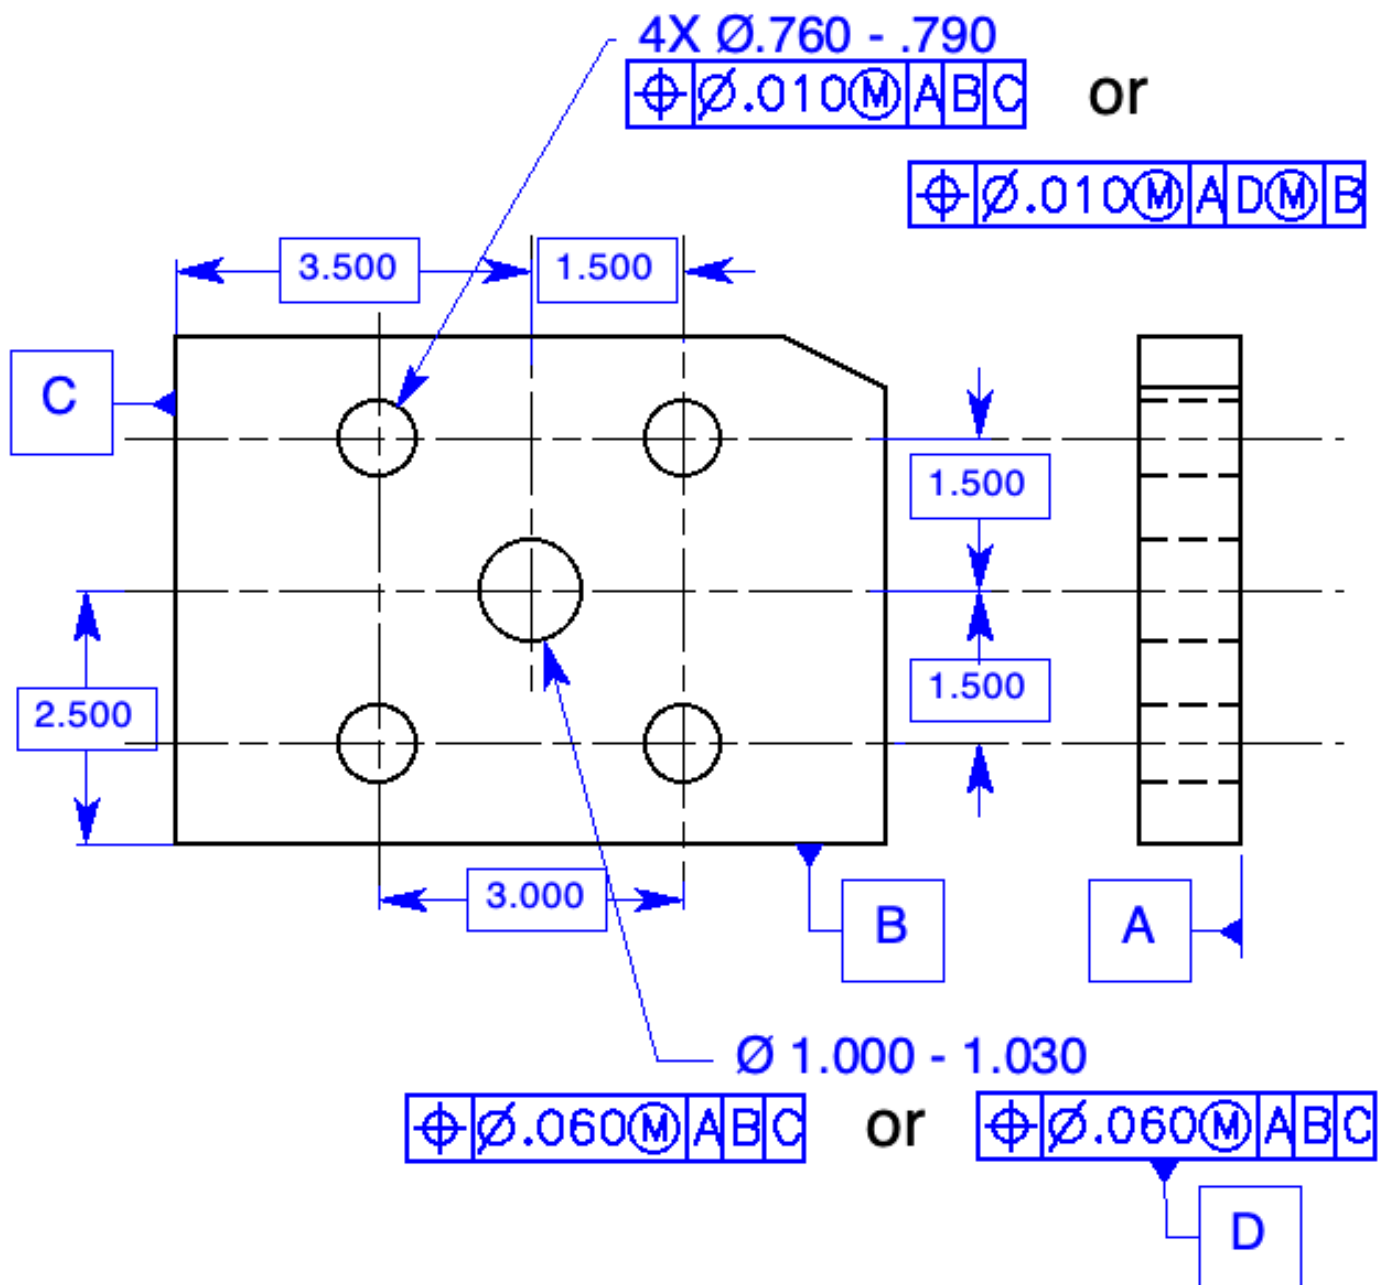 4X Ø.760 - .790
⌖ Ø.010Ⓜ A B C or
⌖ Ø.010Ⓜ A DⓂ B
3.500 1.500
C
1.500
1.500
2.500
3.000
B A
Ø 1.000 - 1.030
⌖ Ø.060Ⓜ A B C or ⌖ Ø.060Ⓜ A B C
D